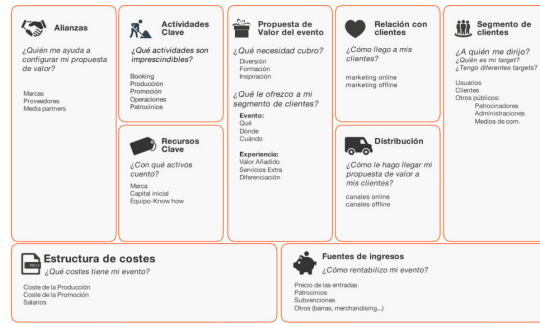 Alianzas
¿Quién me ayuda a
configurar mi propuesta
de valor?
Marcas
Proveedores
Media partners
Actividades
Clave
¿Qué actividades son
imprescindibles?
Booking
Producción
Promoción
Operaciones
Patrocinios
Recursos
Clave
¿Con qué activos
cuento?
Marca
Capital inicial
Equipo-Know how
Propuesta de
Valor del evento
¿Qué necesidad cubro?
Diversión
Formación
Inspiración
¿Qué le ofrezco a mi
segmento de clientes?
Evento:
Qué
Dónde
Cuándo
Experiencia:
Valor Añadido
Servicios Extra
Diferenciación
Relación con
clientes
¿Cómo llego a mis
clientes?
marketing online
marketing offline
Distribución
¿Cómo le hago llegar mi
propuesta de valor a
mis clientes?
canales online
canales offline
Segmento de
clientes
¿A quién me dirijo?
¿Quién es mi target?
¿Tengo diferentes targets?
Usuarios
Clientes
Otros públicos:
Patrocinadores
Administraciones
Medios de com.
Estructura de costes
¿Qué costes tiene mi evento?
Coste de la Producción
Coste de la Promoción
Salarios
Fuentes de ingresos
¿Cómo rentabilizo mi evento?
Precio de las entradas
Patrocinios
Subvenciones
Otros (barras, merchandising...)